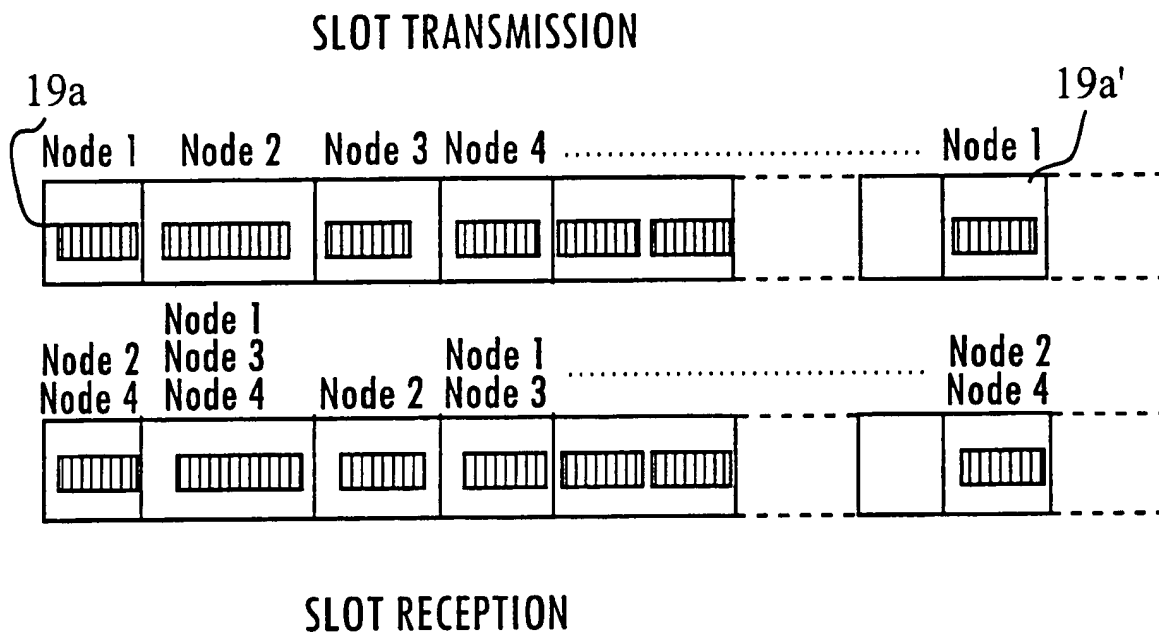 SLOT TRANSMISSION
19a
19a'
Node 1 Node 2 Node 3 Node 4 Node 1
Node 1
Node 2 Node 3 Node 1 Node 2
Node 4 Node 4 Node 2 Node 3 Node 4
SLOT RECEPTION